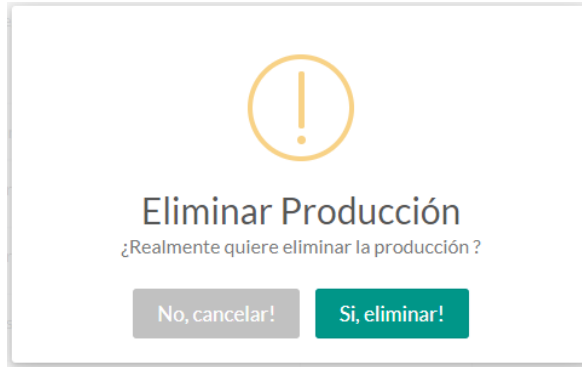 Eliminar Producción
¿Realmente quiere eliminar la producción ?
No, cancelar! Si, eliminar!